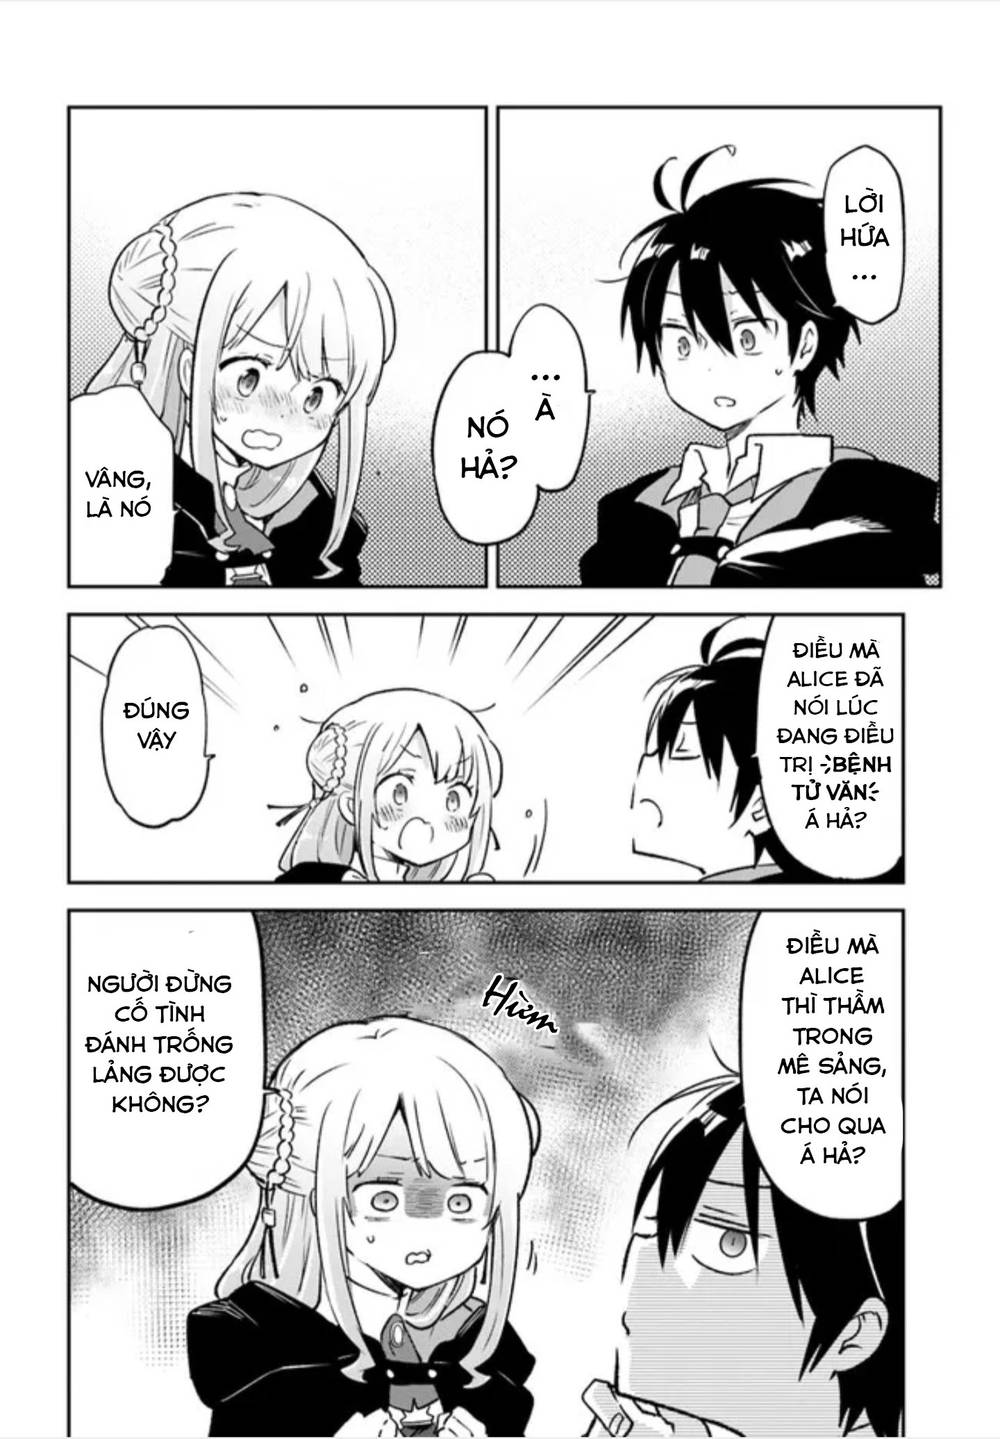 LỜI
HỨA
...
...
À
NÓ
HẢ?
VÂNG,
LÀ NÓ
ĐIỀU MÀ
ALICE ĐÃ
NÓI LÚC
ĐANG ĐIỀU
TRỊ BỆNH
TỬ VĂN
Á HẢ?
ĐÚNG
VẬY
ĐIỀU MÀ
ALICE
THÌ THẦM
TRONG
MÊ SẢNG,
TA NÓI
CHO QUA
Á HẢ?
Hừm
NGƯỜI ĐỪNG
CỐ TÌNH
ĐÁNH TRỐNG
LẢNG ĐƯỢC
KHÔNG?